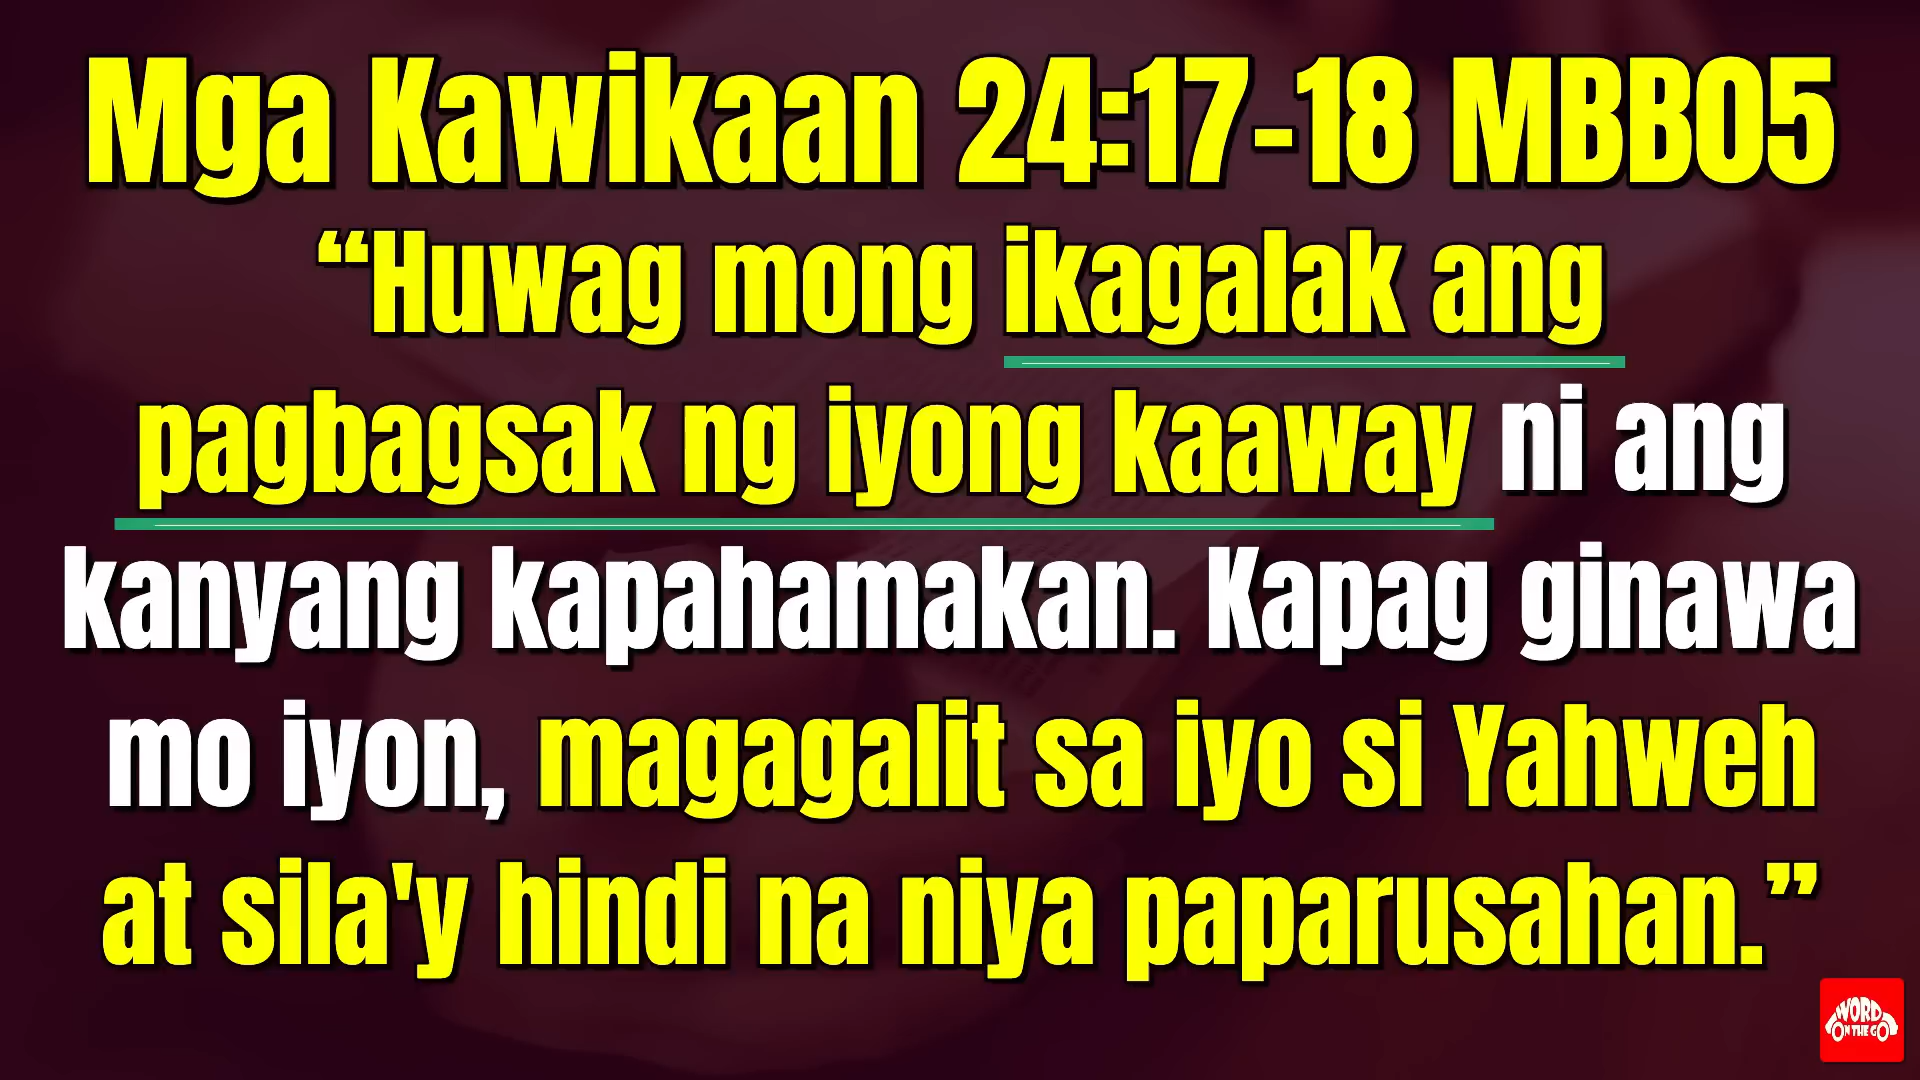 Mga Kawikaan 24:17-18 MBB05
“Huwag mong ikagalak ang
pagbagsak ng iyong kaaway ni ang
kanyang kapahamakan. Kapag ginawa
mo iyon, magagalit sa iyo si Yahweh
at sila'y hindi na niya paparusahan.”
WORD
ON THE GO